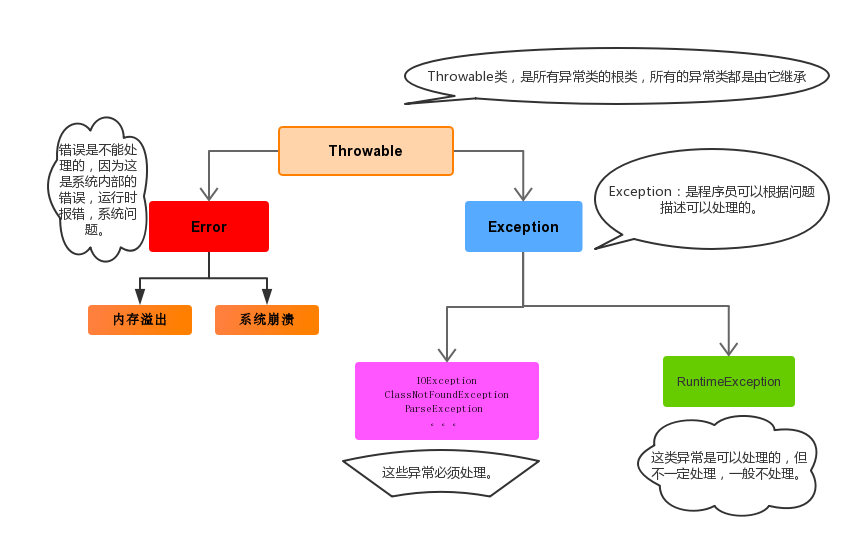 Throwable类，是所有异常类的根类，所有的异常类都是由它继承
Throwable
错误是不能处
理的，因为这
是系统内部的
错误，运行时
报错，系统问
题。
Exception：是程序员可以根据问题
描述可以处理的。
Error
Exception
内存溢出
系统崩溃
IOException
ClassNotFoundException
ParseException
。。。
RuntimeException
这些异常必须处理。
这类异常是可以处理的，但
不一定处理，一般不处理。